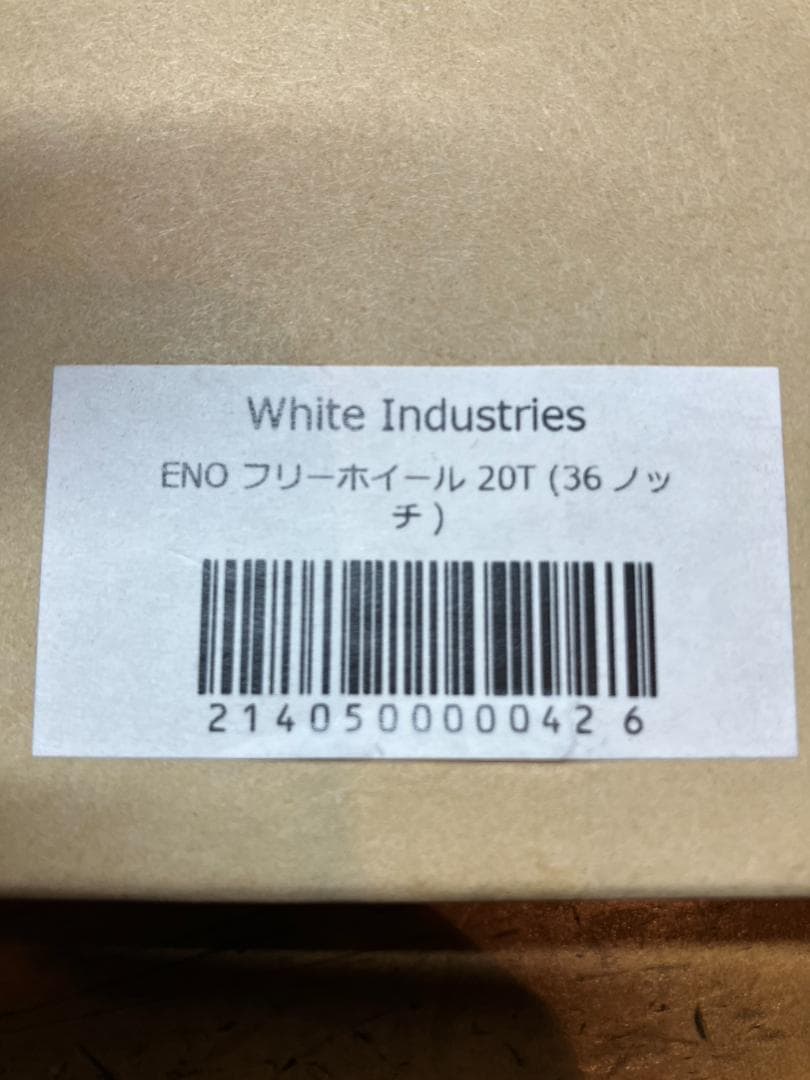 White Industries
ENO フリーホイール 20T (36 ノッ
チ )
2140500000426